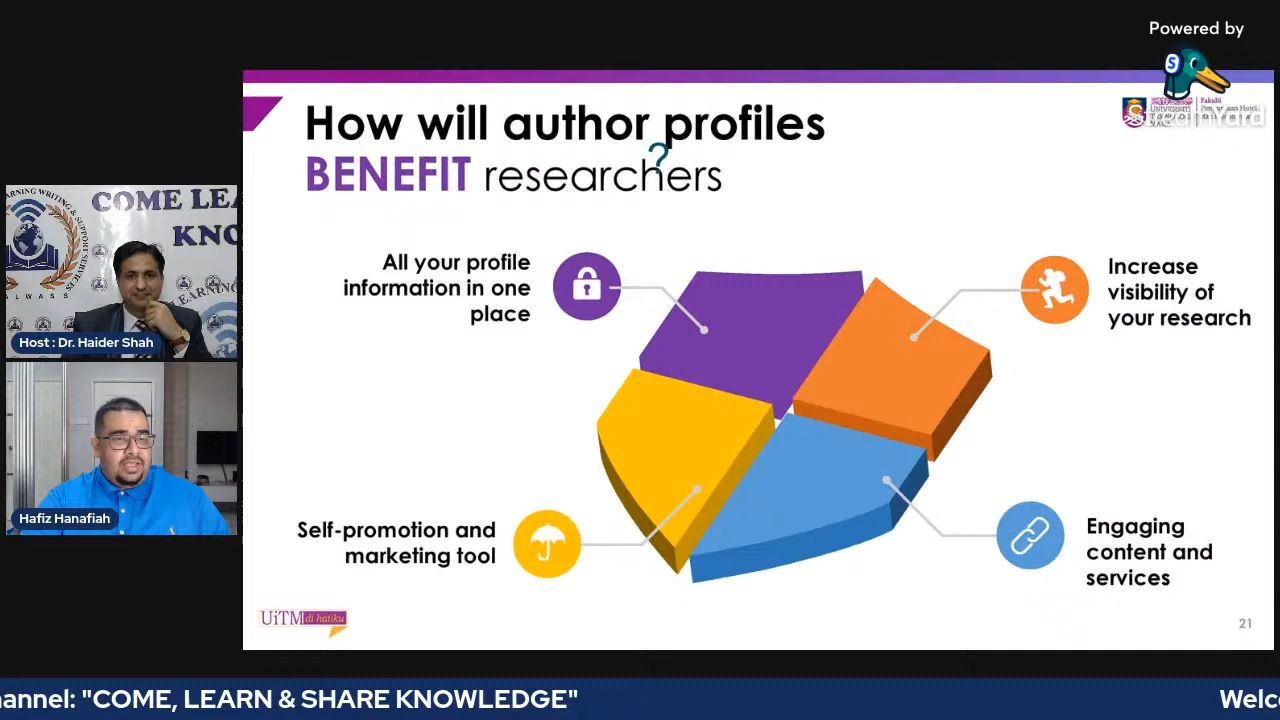 Powered by
How will author profiles
BENEFIT researchers
?
All your profile
information in one
place
Increase
visibility of
your research
Self-promotion and
marketing tool
Engaging
content and
services
UiTM di hatiku
21
COME LEA
KNO
Host : Dr. Haider Shah
Hafiz Hanafiah
hannel: "COME, LEARN & SHARE KNOWLEDGE"
Welco